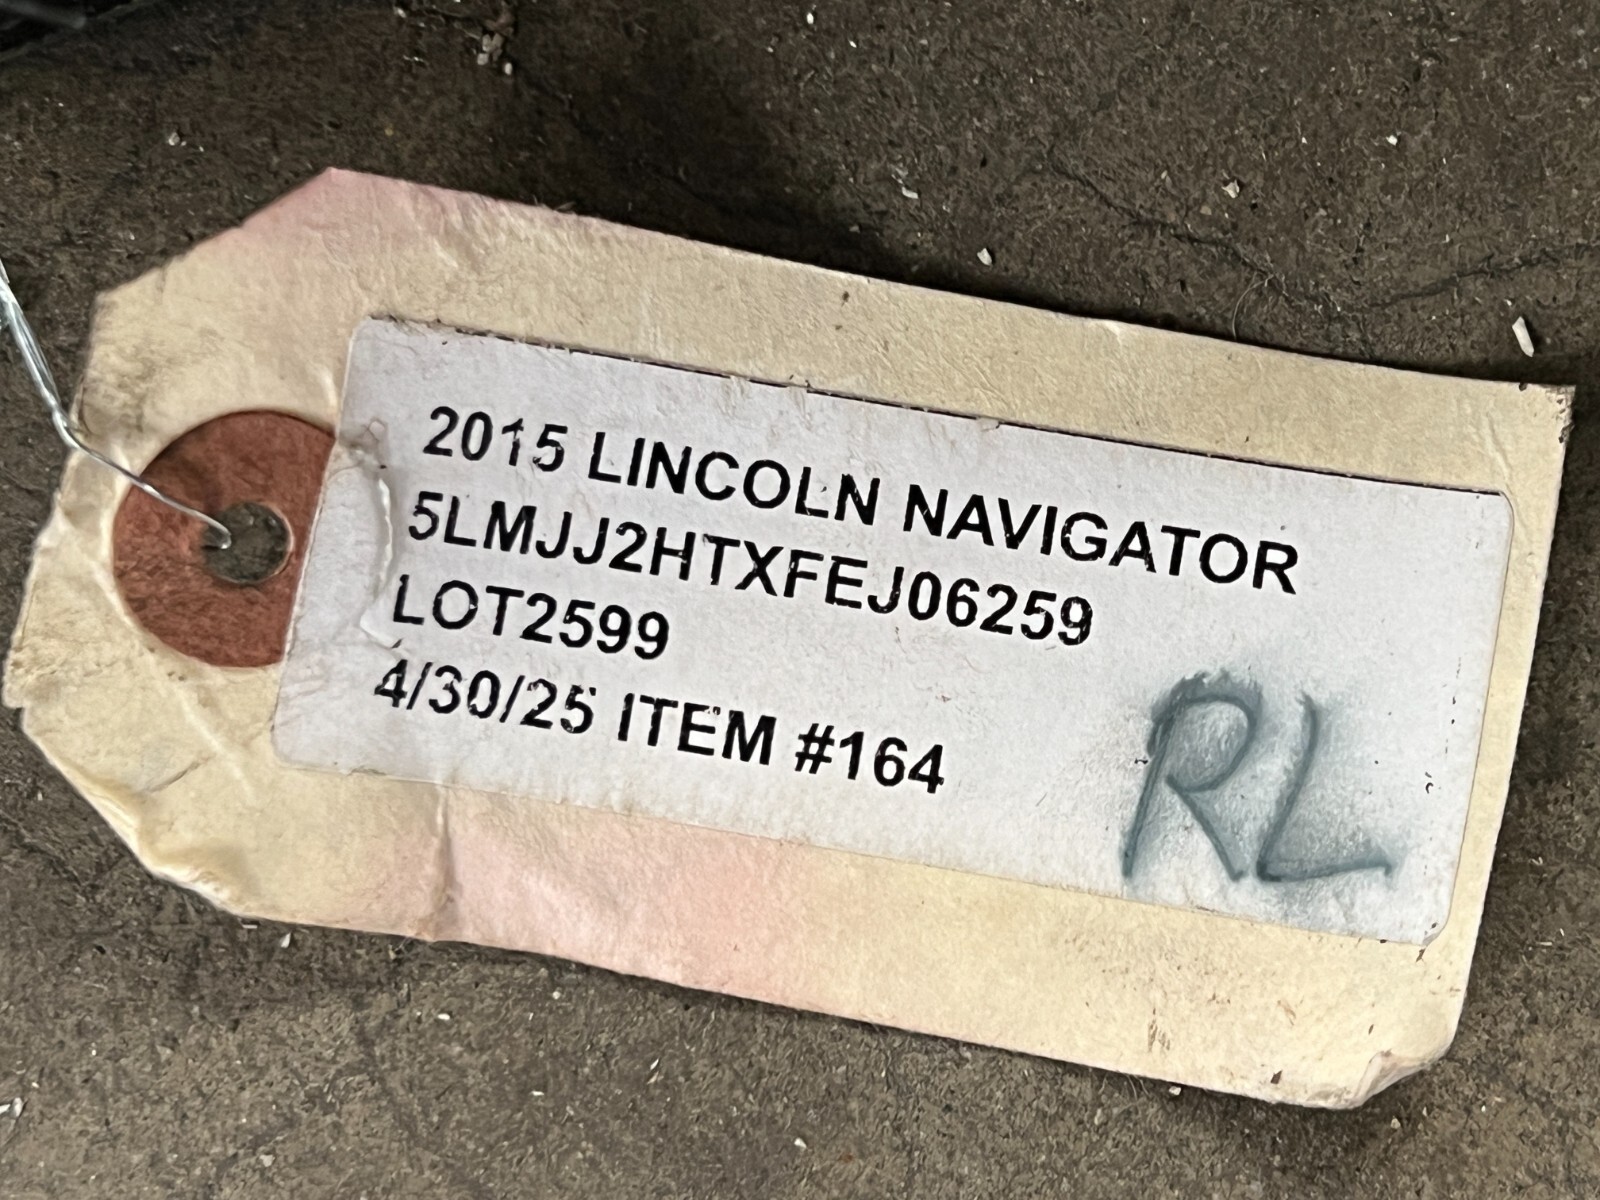 2015 LINCOLN NAVIGATOR
5LMJJ2HTXFEJ06259
LOT2599
4/30/25 ITEM #164
RL